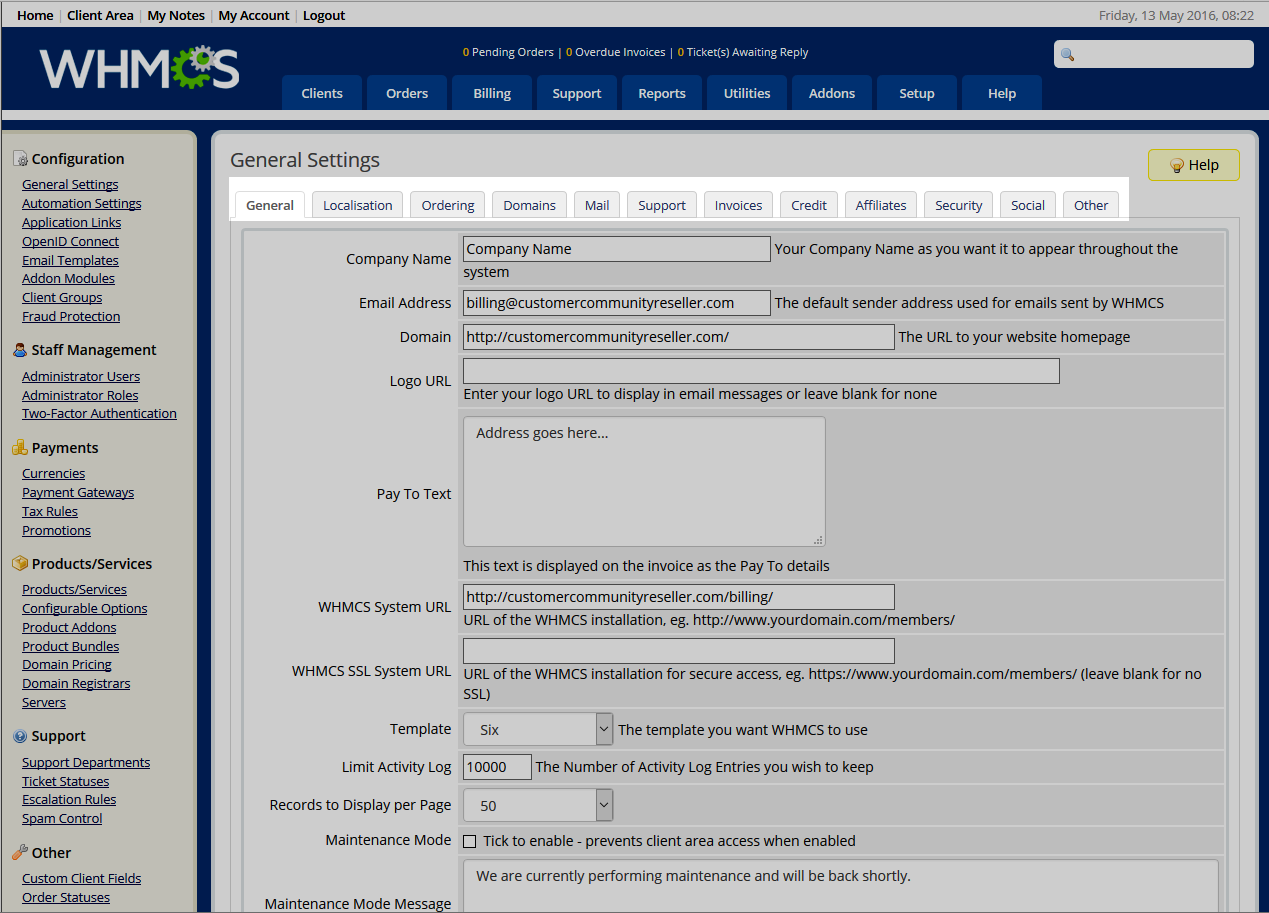 Home | Client Area | My Notes | My Account | Logout
Friday, 13 May 2016, 08:22
WHMCS
0 Pending Orders | 0 Overdue Invoices | 0 Ticket(s) Awaiting Reply
Clients Orders Billing Support Reports Utilities Addons Setup Help
Configuration
General Settings
Automation Settings
Application Links
OpenID Connect
Email Templates
Addon Modules
Client Groups
Fraud Protection
Staff Management
Administrator Users
Administrator Roles
Two-Factor Authentication
Payments
Currencies
Payment Gateways
Tax Rules
Promotions
Products/Services
Products/Services
Configurable Options
Product Addons
Product Bundles
Domain Pricing
Domain Registrars
Servers
Support
Support Departments
Ticket Statuses
Escalation Rules
Spam Control
Other
Custom Client Fields
Order Statuses
General Settings
Help
General Localisation Ordering Domains Mail Support Invoices Credit Affiliates Security Social Other
Company Name Company Name Your Company Name as you want it to appear throughout the
system
Email Address billing@customercommunityreseller.com The default sender address used for emails sent by WHMCS
Domain http://customercommunityreseller.com/ The URL to your website homepage
Logo URL
Enter your logo URL to display in email messages or leave blank for none
Address goes here...
Pay To Text
This text is displayed on the invoice as the Pay To details
WHMCS System URL http://customercommunityreseller.com/billing/
URL of the WHMCS installation, eg. http://www.yourdomain.com/members/
WHMCS SSL System URL
URL of the WHMCS installation for secure access, eg. https://www.yourdomain.com/members/ (leave blank for no
SSL)
Template Six The template you want WHMCS to use
Limit Activity Log 10000 The Number of Activity Log Entries you wish to keep
Records to Display per Page 50
Maintenance Mode Tick to enable - prevents client area access when enabled
We are currently performing maintenance and will be back shortly.
Maintenance Mode Message